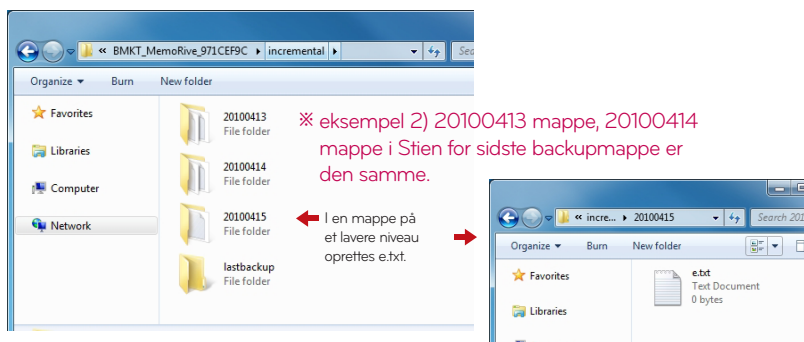 « BMKT_MemoRive_971CEF9C ▸ incremental ▸
Organize ▾ Burn New folder
Favorites
Libraries
Computer
Network
20100413
File folder
20100414
File folder
20100415
File folder
lastbackup
File folder
※ eksempel 2) 20100413 mappe, 20100414
mappe i Stien for sidste backupmappe er
den samme.
I en mappe på
et lavere niveau
oprettes e.txt.
« incre... ▸ 20100415
Search 201
Organize ▾ Burn New folder
Favorites
Libraries
e.txt
Text Document
0 bytes